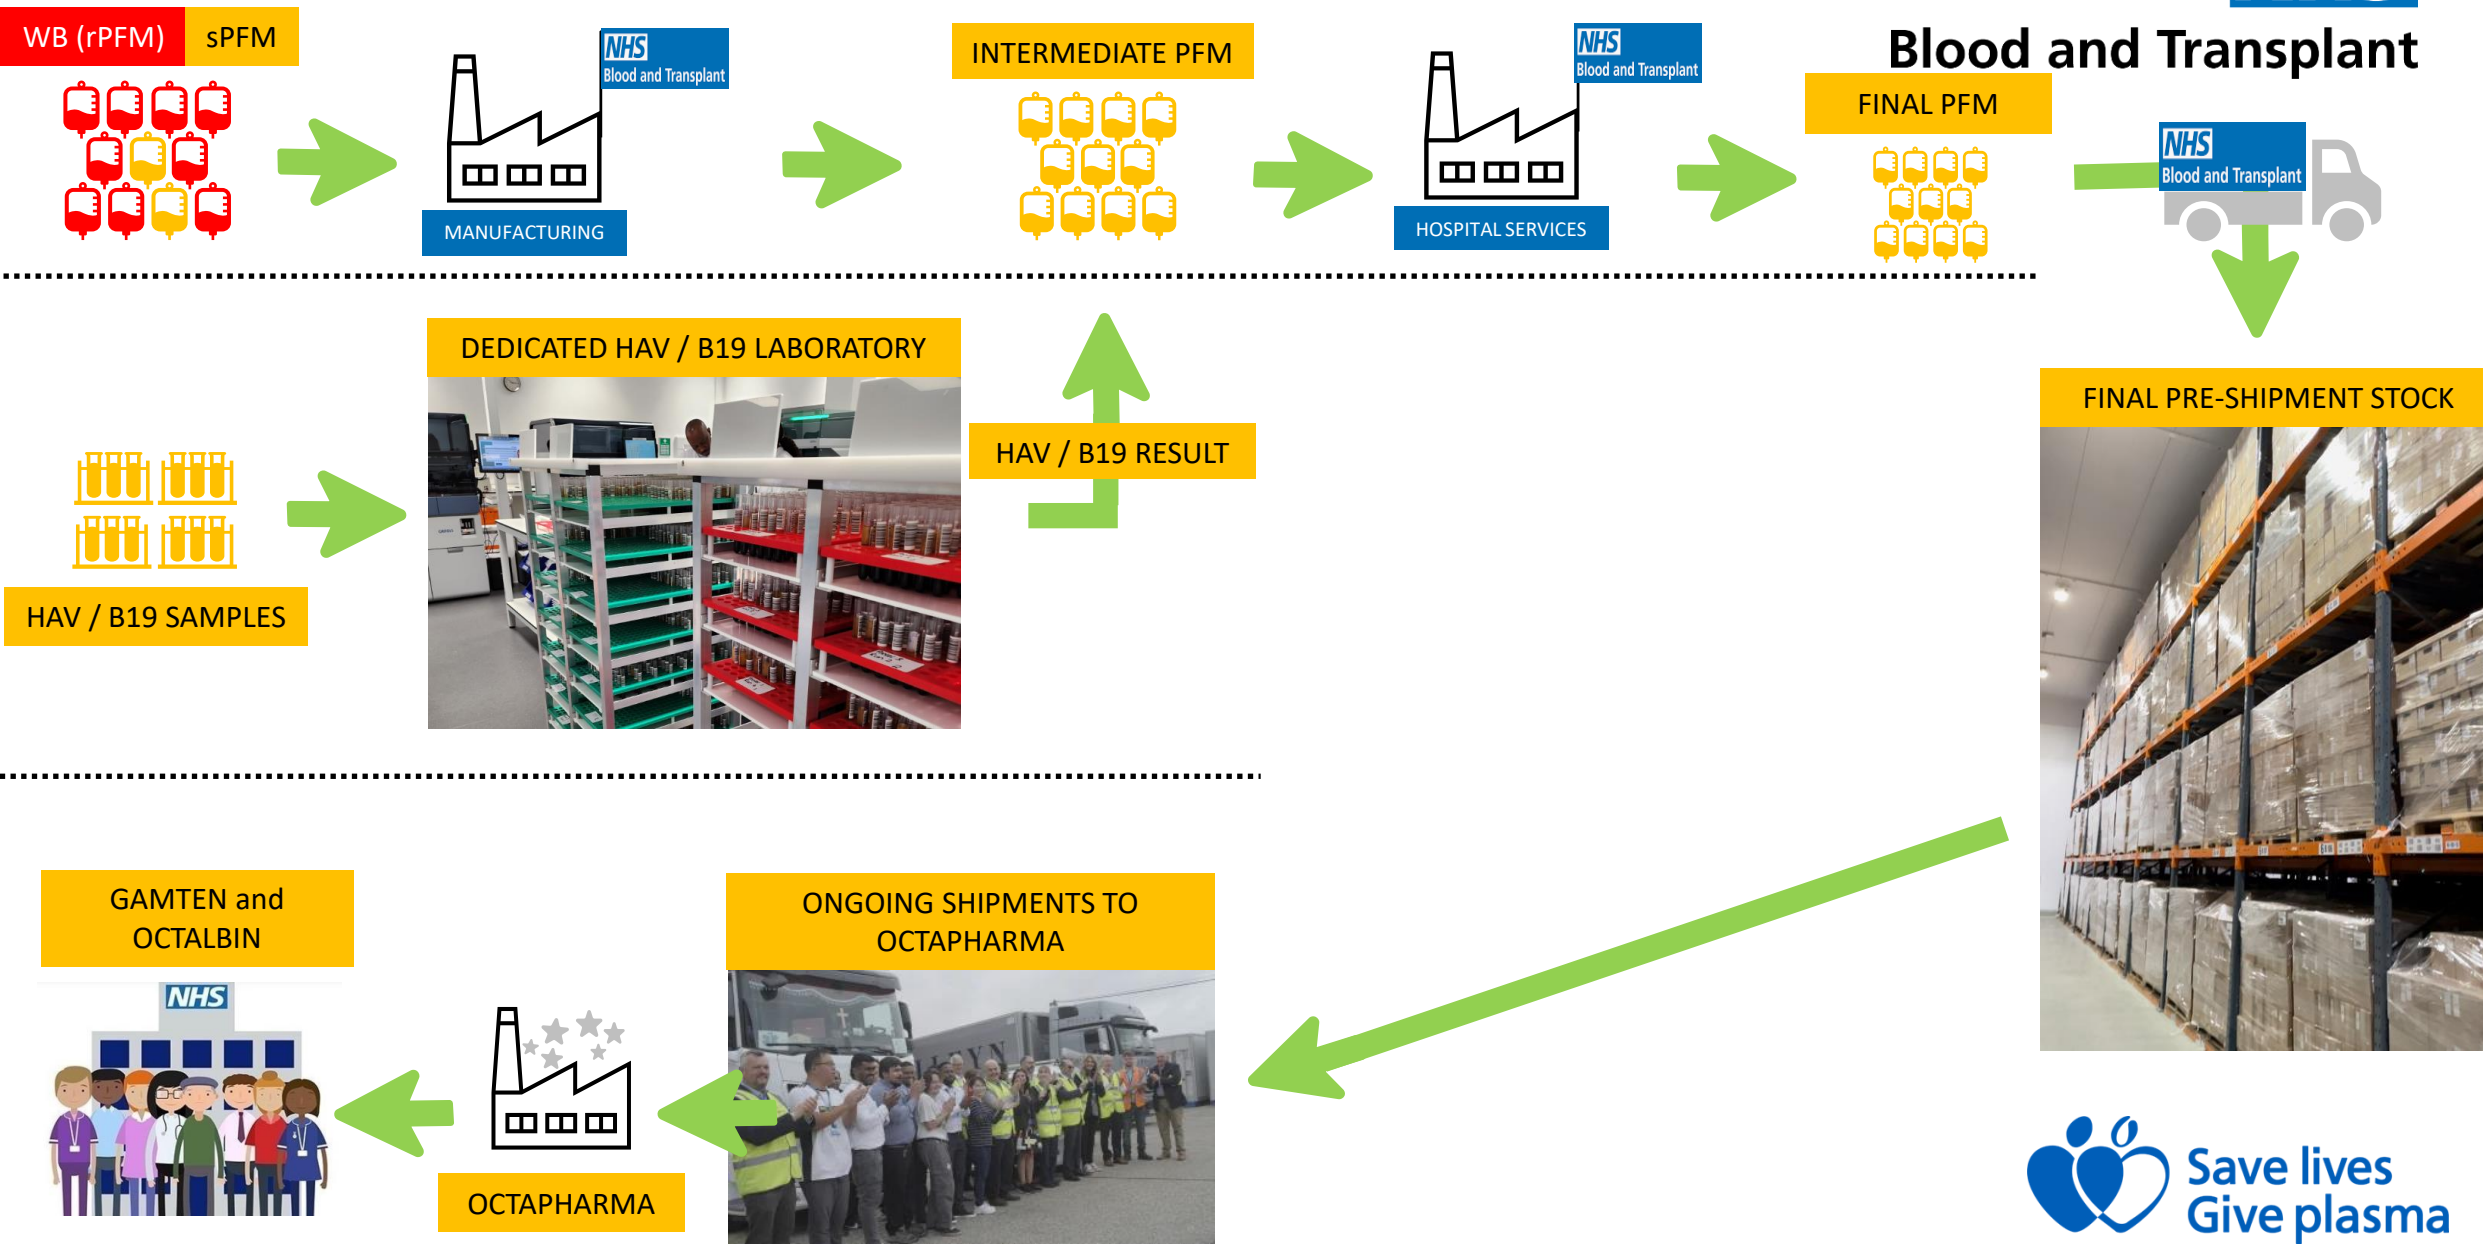 WB (rPFM)
sPFM
NHS
Blood and Transplant
MANUFACTURING
INTERMEDIATE PFM
NHS
Blood and Transplant
HOSPITAL SERVICES
Blood and Transplant
FINAL PFM
NHS
Blood and Transplant
DEDICATED HAV / B19 LABORATORY
HAV / B19 SAMPLES
HAV / B19 RESULT
FINAL PRE-SHIPMENT STOCK
GAMTEN and
OCTALBIN
NHS
OCTAPHARMA
ONGOING SHIPMENTS TO
OCTAPHARMA
Save lives
Give plasma